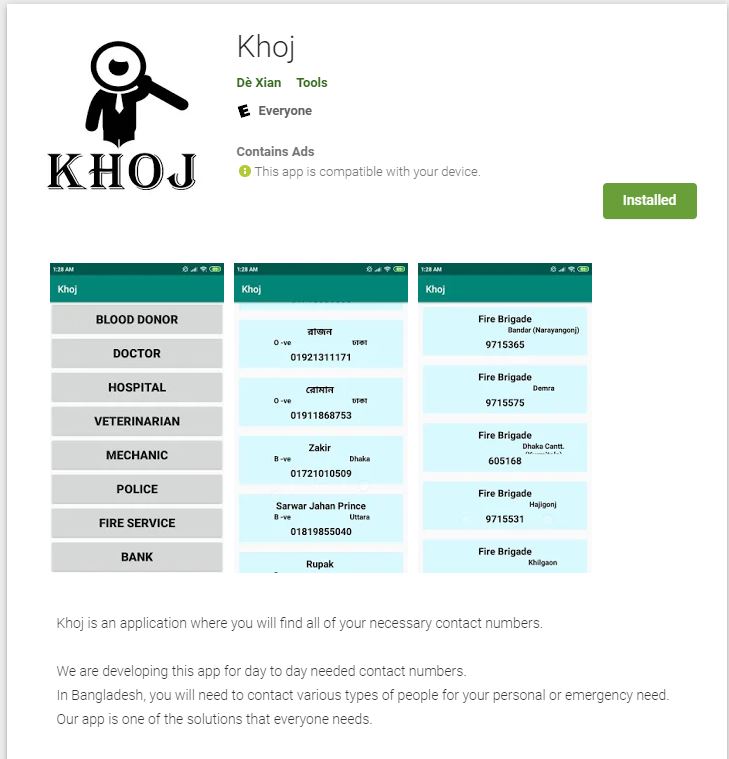 Khoj
Dè Xian Tools
E Everyone
Contains Ads
This app is compatible with your device.
Installed
KHOJ
1:28 AM
Khoj
BLOOD DONOR
DOCTOR
HOSPITAL
VETERINARIAN
MECHANIC
POLICE
FIRE SERVICE
BANK
1:28 AM
Khoj
রাজন
O -ve ঢাকা
01921311171
রোমান
O -ve ঢাকা
01911868753
Zakir
B -ve Dhaka
01721010509
Sarwar Jahan Prince
B -ve Uttara
01819855040
Rupak
1:28 AM
Khoj
Fire Brigade
Bandar (Narayangonj)
9715365
Fire Brigade
Demra
9715575
Fire Brigade
Dhaka Cantt.
605168
Fire Brigade
Hajigonj
9715531
Fire Brigade
Khilgaon
Khoj is an application where you will find all of your necessary contact numbers.
We are developing this app for day to day needed contact numbers.
In Bangladesh, you will need to contact various types of people for your personal or emergency need.
Our app is one of the solutions that everyone needs.